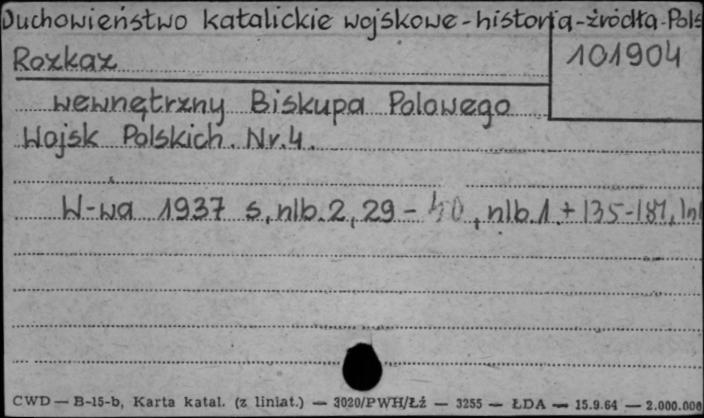 Duchowieństwo katalickie wojskowe - historia - źródła - Pols
Rozkaz
101904
wewnętrzny Biskupa Polowego
Wojsk Polskich. Nr. 4.
W-wa 1937 s, nlb. 2, 29 - 40, nlb. 1. + 135-181,
CWD — B-15-b, Karta katal. (z liniat.) — 3020/PWH/Łź — 3255 — ŁDA — 15.9.64 — 2.000.000